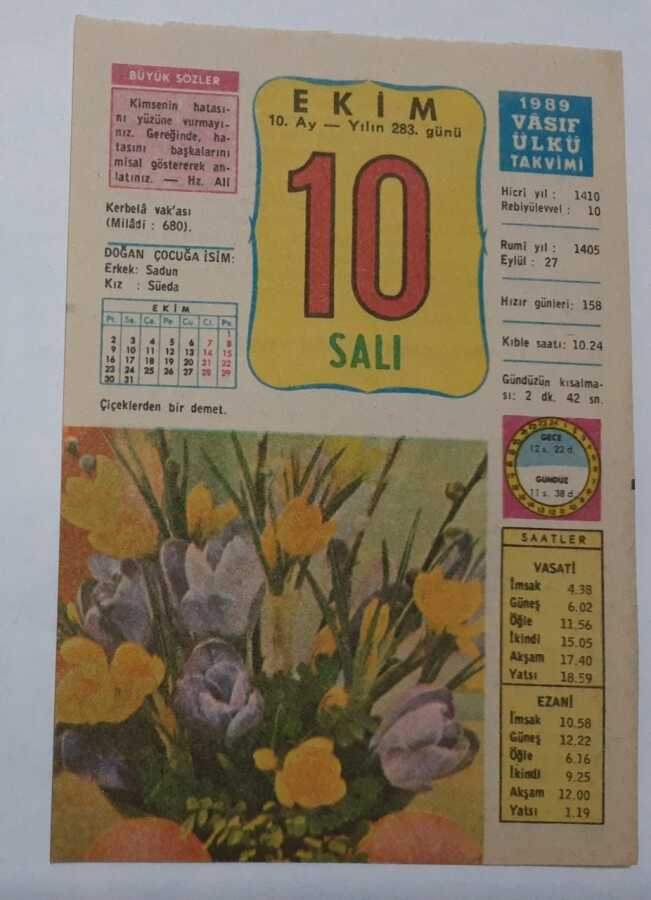 BÜYÜK SÖZLER
Kimsenin hatası-
nı yüzüne vurmayı-
nız. Gereğinde, ha-
tasını başkalarını
misal göstererek an-
latınız. — Hz. Ali
Kerbelâ vak'ası
(Milâdi : 680).
DOĞAN ÇOCUĞA İSİM:
Erkek: Sadun
Kız : Süeda
EKİM
Pt. Sa. Ça. Pe. Cu. Ct. Pa.
1
2 3 4 5 6 7 8
9 10 11 12 13 14 15
16 17 18 19 20 21 22
23 24 25 26 27 28 29
30 31
Çiçeklerden bir demet.
EKİM
10. Ay — Yılın 283. günü
10
SALI
1989
VÂSIF
ÜLKÜ
TAKVİMİ
Hicrî yıl : 1410
Rebiyülevvel : 10
Rumî yıl : 1405
Eylül : 27
Hızır günleri: 158
Kıble saatı: 10.24
Gündüzün kısalma-
sı: 2 dk. 42 sn.
GECE
12 s. 22 d.
GÜNDÜZ
11 s. 38 d.
SAATLER
VASATİ
İmsak 4.38
Güneş 6.02
Öğle 11.56
İkindi 15.05
Akşam 17.40
Yatsı 18.59
EZANİ
İmsak 10.58
Güneş 12.22
Öğle 6.16
İkindi 9.25
Akşam 12.00
Yatsı 1.19